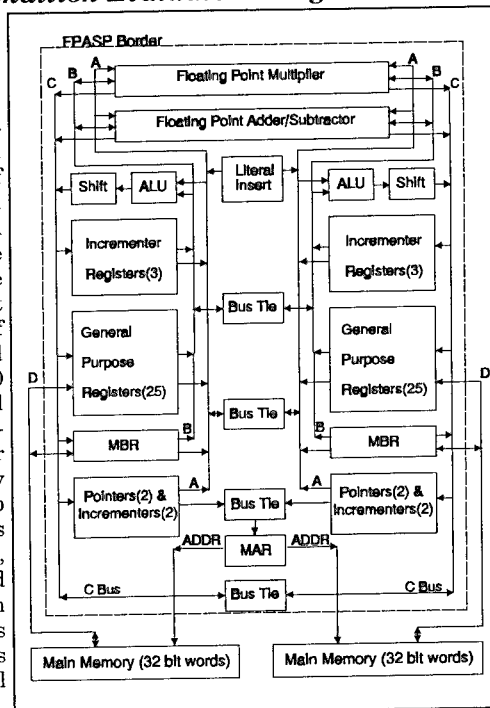 FPASP Border
A
B
C
Floating Point Multiplier
A
B
C
Floating Point Adder/Subtractor
Shift
ALU
Literal
Insert
ALU
Shift
Incrementer
Registers(3)
Incrementer
Registers(3)
Bus Tie
General
Purpose
Registers(25)
General
Purpose
Registers(25)
D
D
Bus Tie
B
MBR
B
MBR
A
Pointers(2) &
Incrementers(2)
A
Pointers(2) &
Incrementers(2)
Bus Tie
ADDR
MAR
ADDR
C Bus
Bus Tie
C Bus
Main Memory (32 bit words)
Main Memory (32 bit words)